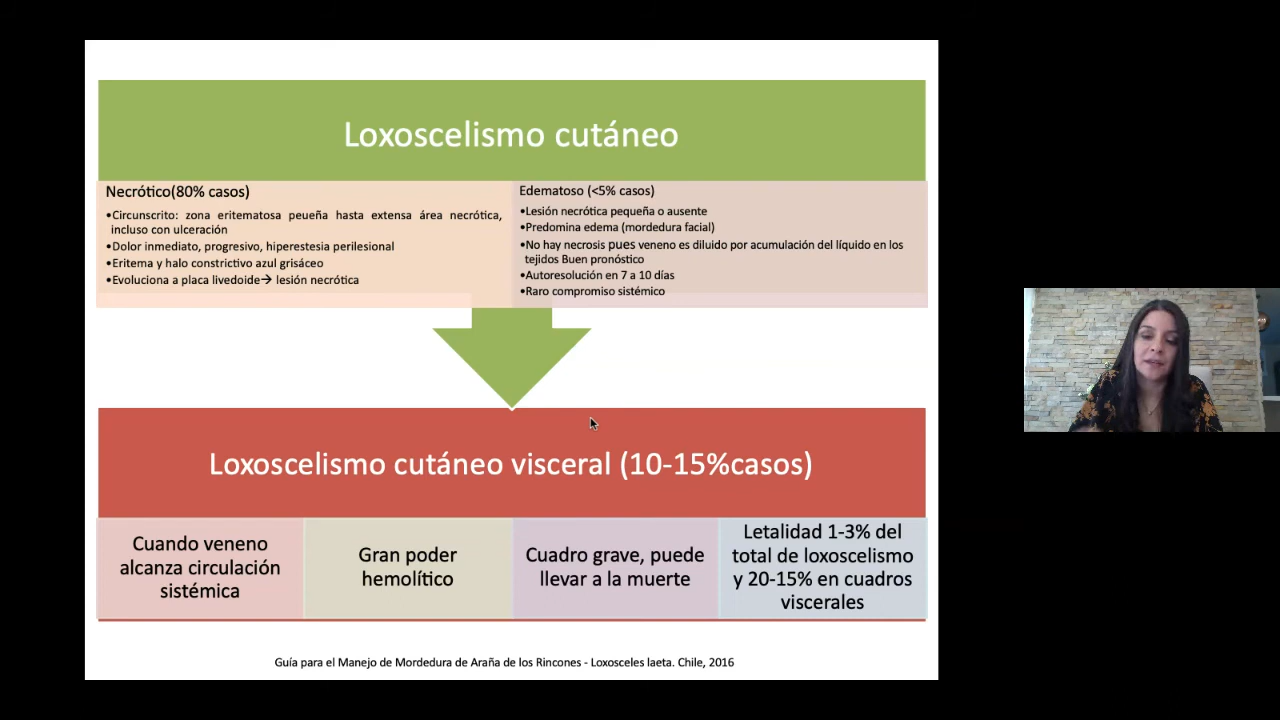 Loxoscelismo cutáneo
Necrótico(80% casos)
•Circunscrito: zona eritematosa peueña hasta extensa área necrótica,
incluso con ulceración
•Dolor inmediato, progresivo, hiperestesia perilesional
•Eritema y halo constrictivo azul grisáceo
•Evoluciona a placa livedoide→ lesión necrótica
Edematoso (<5% casos)
•Lesión necrótica pequeña o ausente
•Predomina edema (mordedura facial)
•No hay necrosis pues veneno es diluido por acumulación del líquido en los
tejidos Buen pronóstico
•Autoresolución en 7 a 10 días
•Raro compromiso sistémico
Loxoscelismo cutáneo visceral (10-15%casos)
Cuando veneno
alcanza circulación
sistémica
Gran poder
hemolítico
Cuadro grave, puede
llevar a la muerte
Letalidad 1-3% del
total de loxoscelismo
y 20-15% en cuadros
viscerales
Guía para el Manejo de Mordedura de Araña de los Rincones - Loxosceles laeta. Chile, 2016